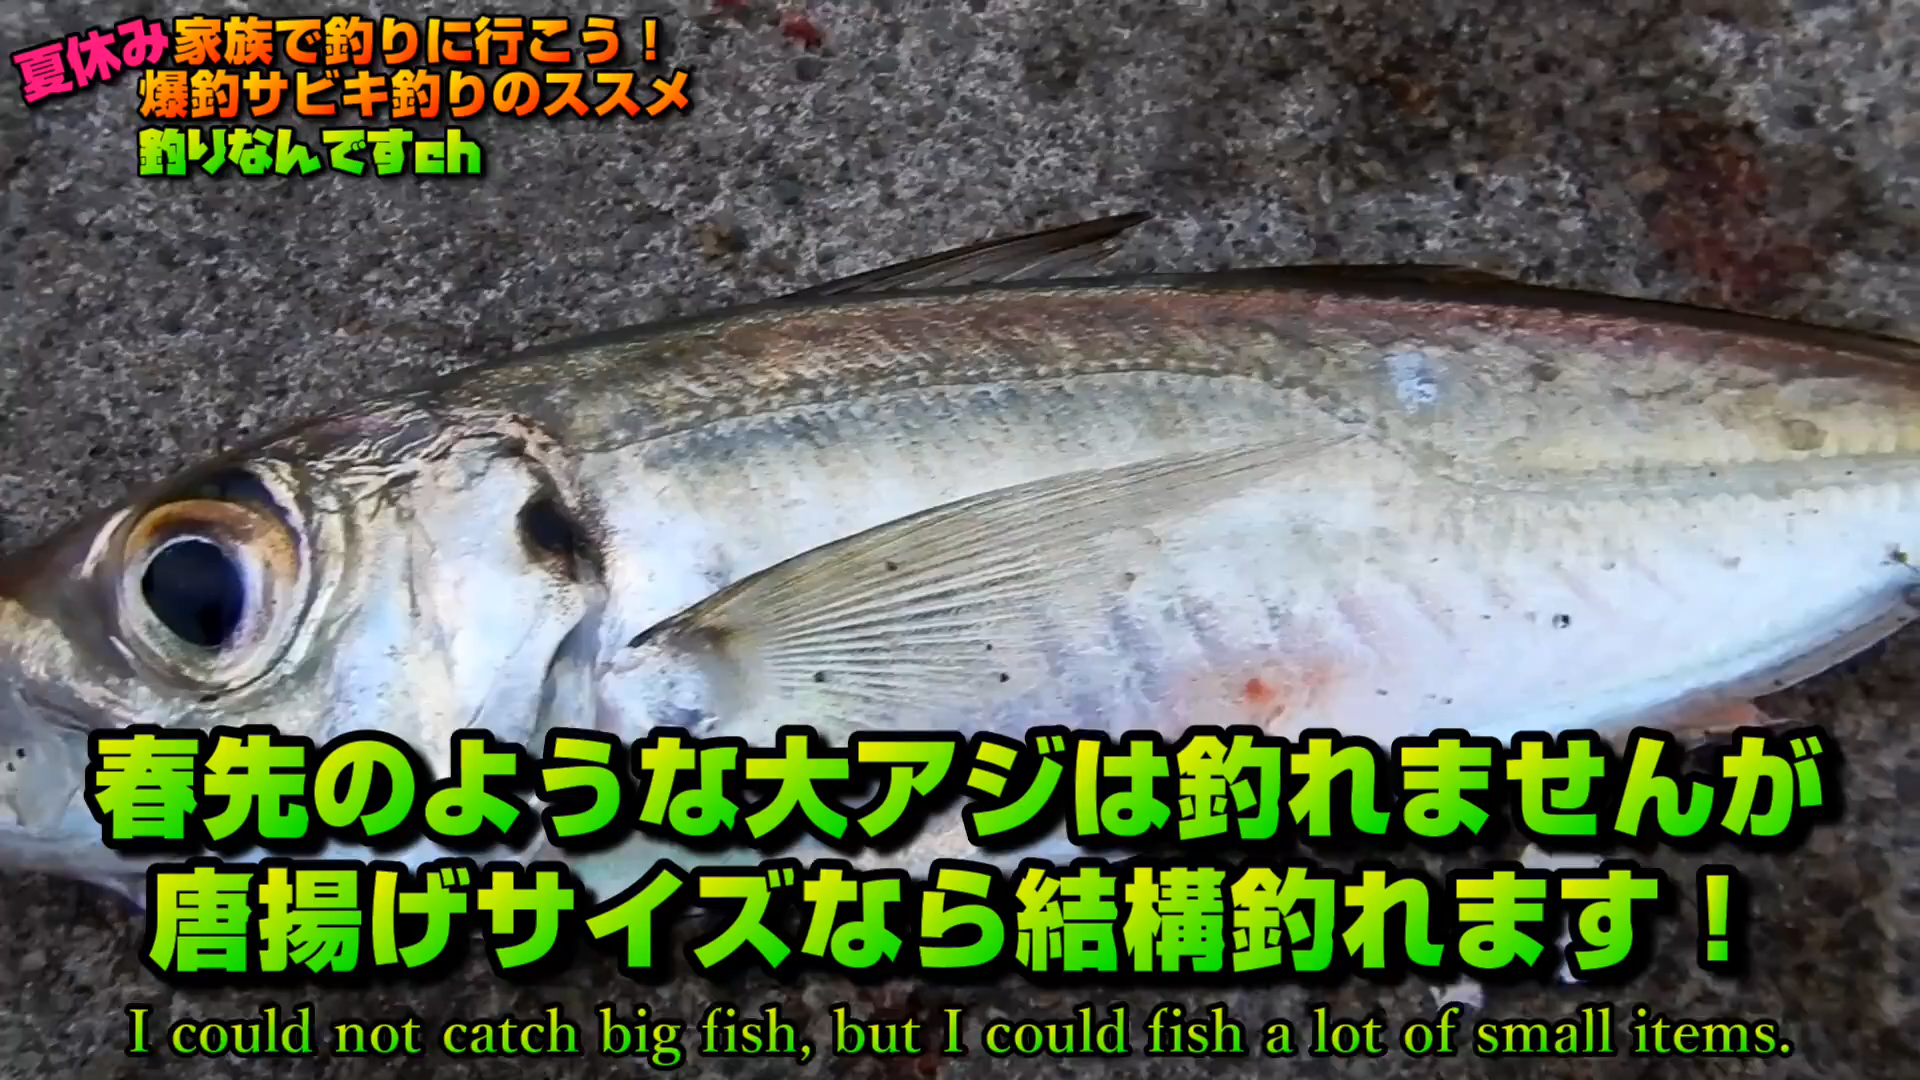 夏休み家族で釣りに行こう！
爆釣サビキ釣りのススメ
釣りなんですch
春先のような大アジは釣れませんが
唐揚げサイズなら結構釣れます！
I could not catch big fish, but I could fish a lot of small items.